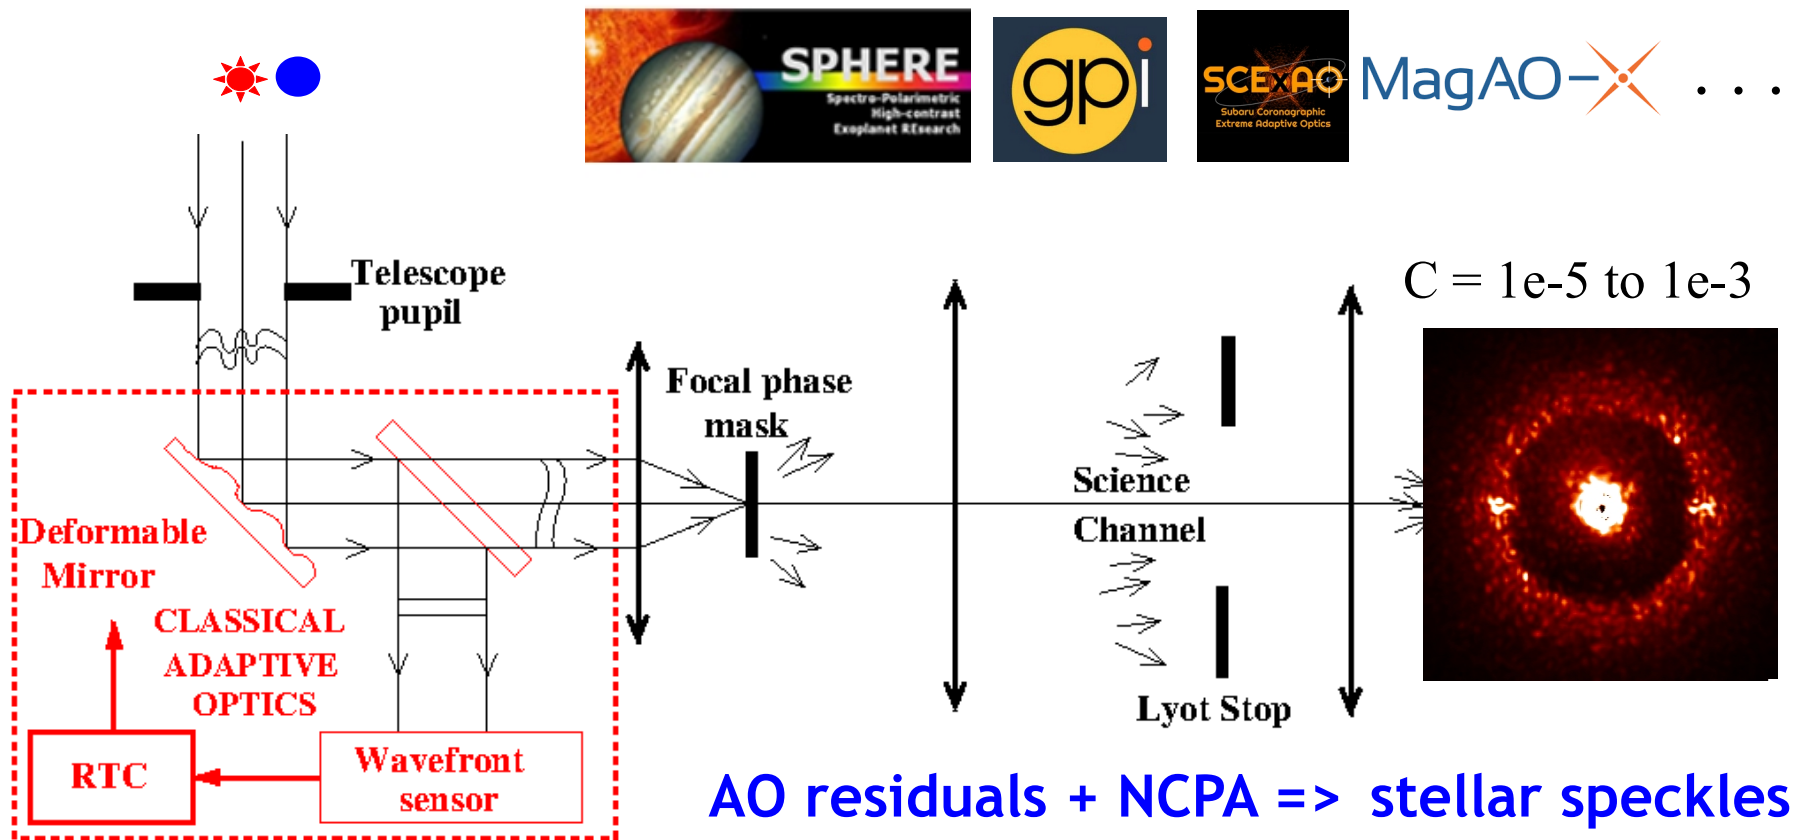 SPHERE
Spectro-Polarimetric
High-contrast
Exoplanet REsearch
gpi
SCExAO
Subaru Coronographic
Extreme Adaptive Optics
MagAO-X . . .
Telescope
pupil
C = 1e-5 to 1e-3
Focal phase
mask
Science
Channel
Deformable
Mirror
CLASSICAL
ADAPTIVE
OPTICS
Lyot Stop
RTC
Wavefront
sensor
AO residuals + NCPA => stellar speckles